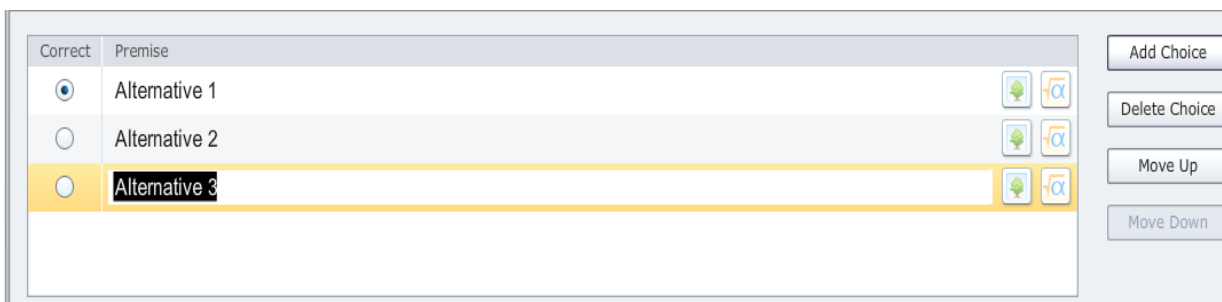 Correct Premise
Alternative 1
Alternative 2
Alternative 3
√α
√α
√α
Add Choice
Delete Choice
Move Up
Move Down